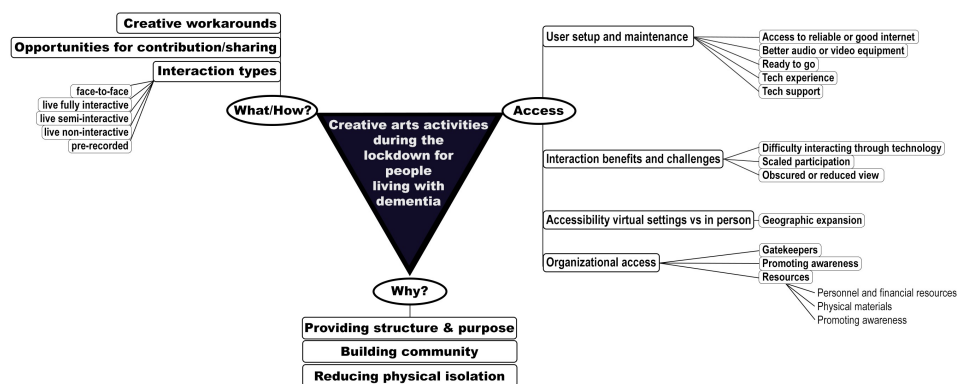 Creative workarounds
Opportunities for contribution/sharing
Interaction types
face-to-face
live fully interactive
live semi-interactive
live non-interactive
pre-recorded
What/How?
Creative arts activities
during the
lockdown for
people
living with
dementia
Access
User setup and maintenance
Access to reliable or good internet
Better audio or video equipment
Ready to go
Tech experience
Tech support
Interaction benefits and challenges
Difficulty interacting through technology
Scaled participation
Obscured or reduced view
Accessibility virtual settings vs in person
Geographic expansion
Organizational access
Gatekeepers
Promoting awareness
Resources
Personnel and financial resources
Physical materials
Promoting awareness
Why?
Providing structure & purpose
Building community
Reducing physical isolation